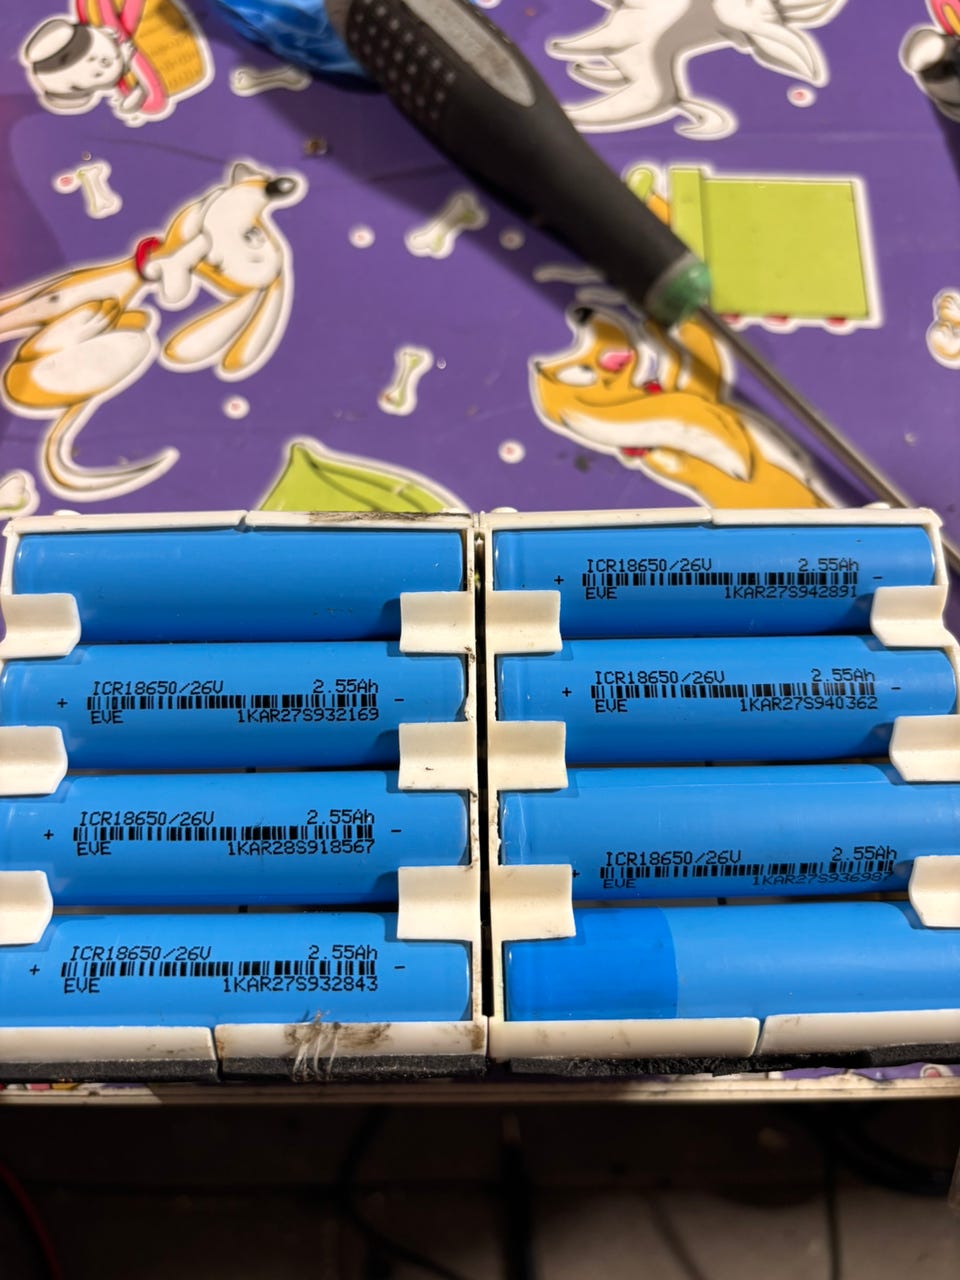 ICR18650/26V 2.55Ah
+ -
EVE 1KAR27S942891
ICR18650/26V 2.55Ah
+ -
EVE 1KAR27S932169
ICR18650/26V 2.55Ah
+ -
EVE 1KAR27S940362
ICR18650/26V 2.55Ah
+ -
EVE 1KAR28S918567
ICR18650/26V 2.55Ah
+
EVE
ICR18650/26V 2.55Ah
+ -
EVE 1KAR27S932843